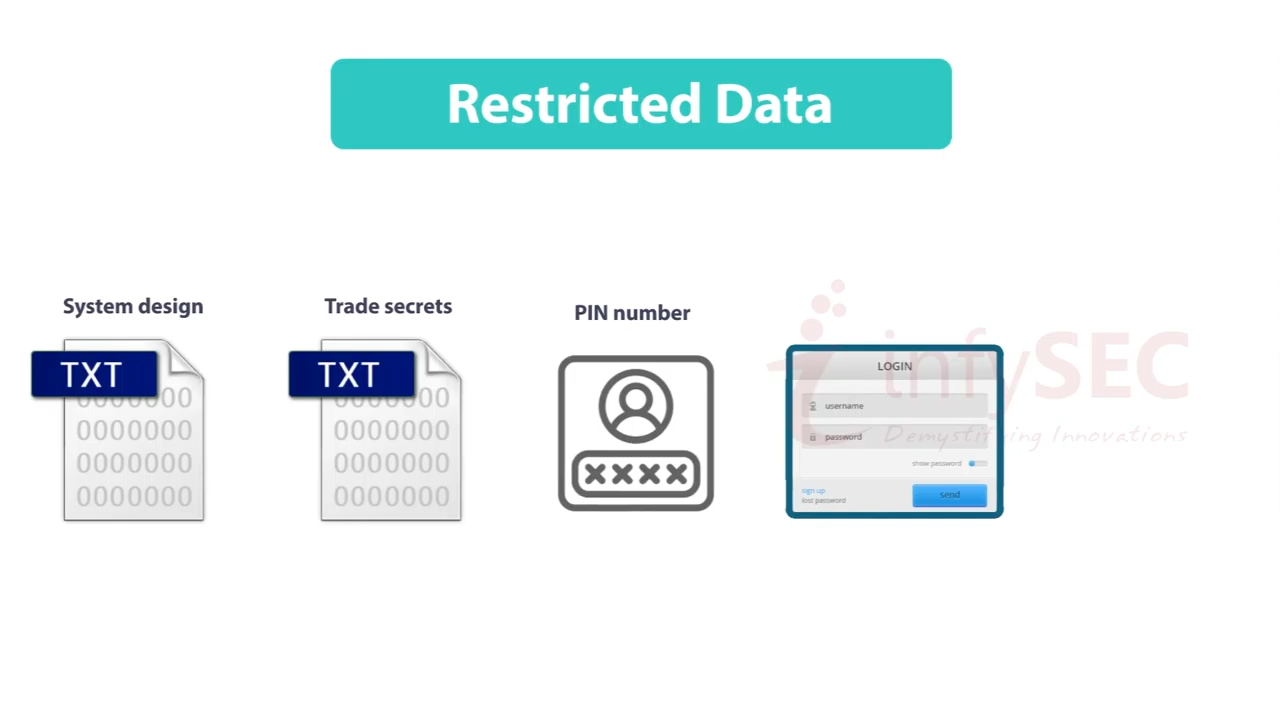 Restricted Data
System design
Trade secrets
PIN number
TXT
0000000
0000000
0000000
0000000
TXT
0000000
0000000
0000000
0000000
LOGIN
username
password
show password
sign up
lost password
send
infySEC
Demystifying Innovations